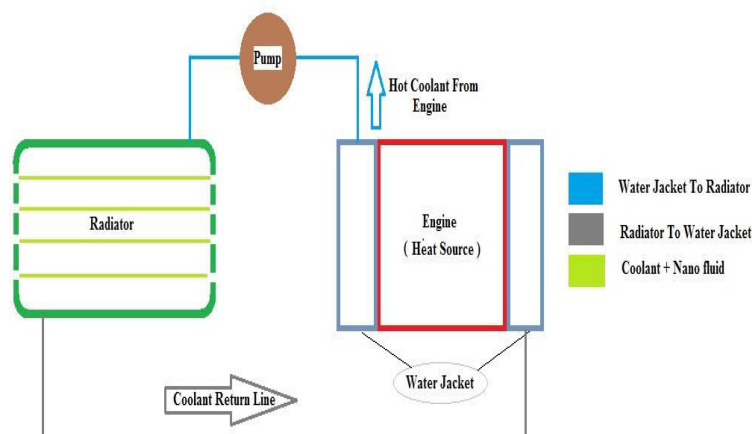 Pump
Hot Coolant From
Engine
Radiator
Engine
( Heat Source )
Water Jacket To Radiator
Radiator To Water Jacket
Coolant + Nano fluid
Water Jacket
Coolant Return Line